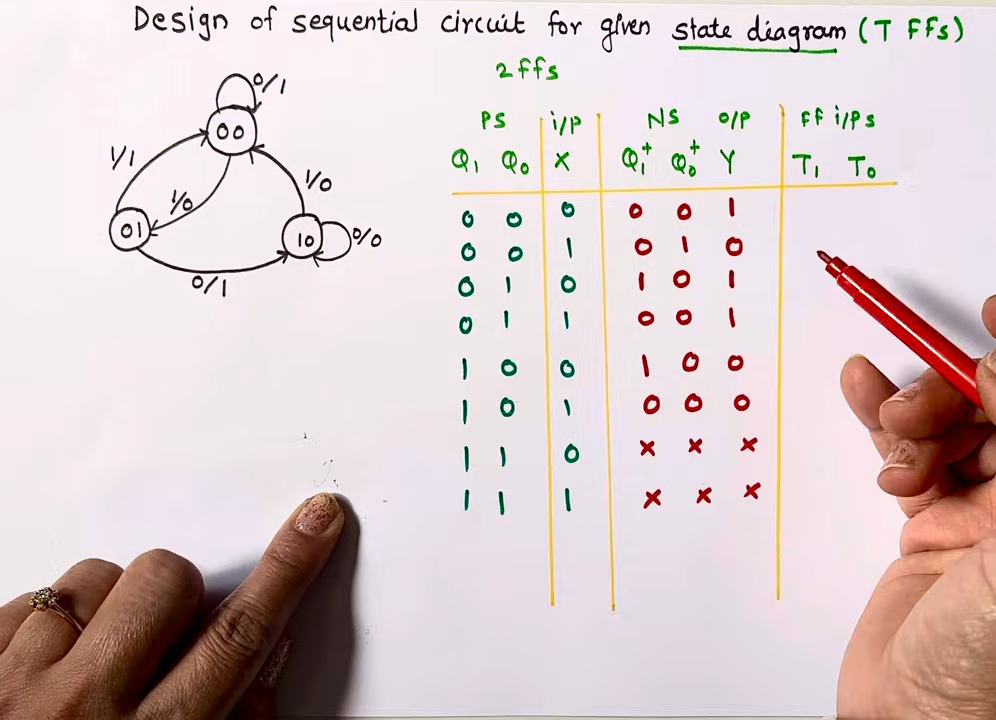 Design of sequential circuit for given state diagram (T FFs)
2 ffs
0/1
00
1/1
1/0
1/0
01
10
0/0
0/1
PS i/p NS o/p ff i/ps
Q1 Q0 X Q1+ Q0+ Y T1 T0
0 0 0 0 0 1
0 0 1 0 1 0
0 1 0 1 0 1
0 1 1 0 0 1
1 0 0 1 0 0
1 0 1 0 0 0
1 1 0 x x x
1 1 1 x x x